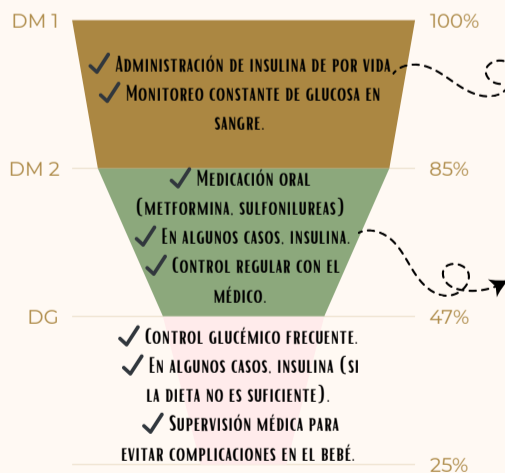 DM 1
100%
✓ Administración de insulina de por vida.
✓ Monitoreo constante de glucosa en
sangre.
DM 2
85%
✓ Medicación oral
(metformina, sulfonilureas)
✓ En algunos casos, insulina.
✓ Control regular con el
médico.
DG
47%
✓ Control glucémico frecuente.
✓ En algunos casos, insulina (si
la dieta no es suficiente).
✓ Supervisión médica para
evitar complicaciones en el bebé.
25%